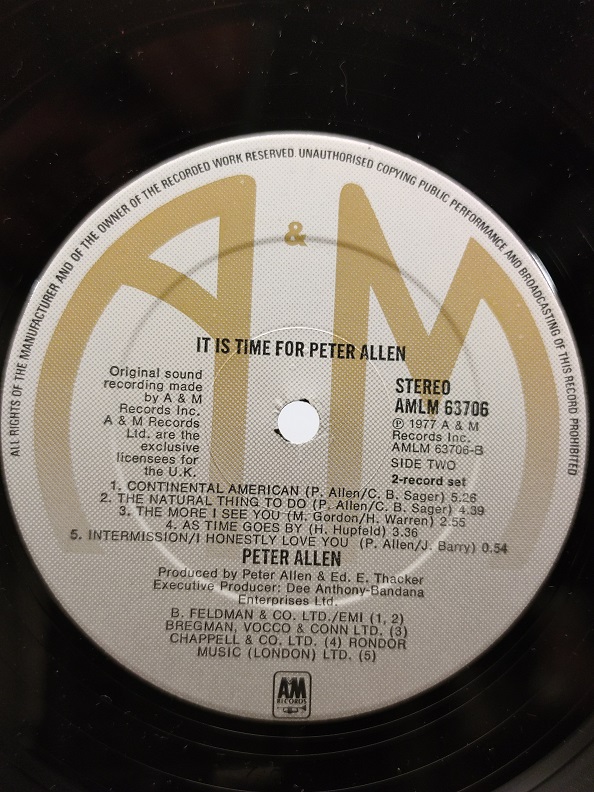 ALL RIGHTS OF THE MANUFACTURER AND OF THE OWNER OF THE RECORDED WORK RESERVED. UNAUTHORISED COPYING PUBLIC PERFORMANCE AND BROADCASTING OF THIS RECORD PROHIBITED
A & M
IT IS TIME FOR PETER ALLEN
Original sound
recording made
by A & M
Records Inc.
A & M Records
Ltd. are the
exclusive
licensees for
the U.K.
STEREO
AMLM 63706
Ⓟ 1977 A & M
Records Inc.
AMLM 63706-B
SIDE TWO
2-record set
1. CONTINENTAL AMERICAN (P. Allen/C. B. Sager) 5.26
2. THE NATURAL THING TO DO (P. Allen/C. B. Sager) 4.39
3. THE MORE I SEE YOU (M. Gordon/H. Warren) 2.55
4. AS TIME GOES BY (H. Hupfeld) 3.36
5. INTERMISSION/I HONESTLY LOVE YOU (P. Allen/J. Barry) 0.54
PETER ALLEN
Produced by Peter Allen & Ed. E. Thacker
Executive Producer: Dee Anthony-Bandana
Enterprises Ltd.
B. FELDMAN & CO. LTD./EMI (1, 2)
BREGMAN, VOCCO & CONN LTD. (3)
CHAPPELL & CO. LTD. (4) RONDOR
MUSIC (LONDON) LTD. (5)
AM
RECORDS